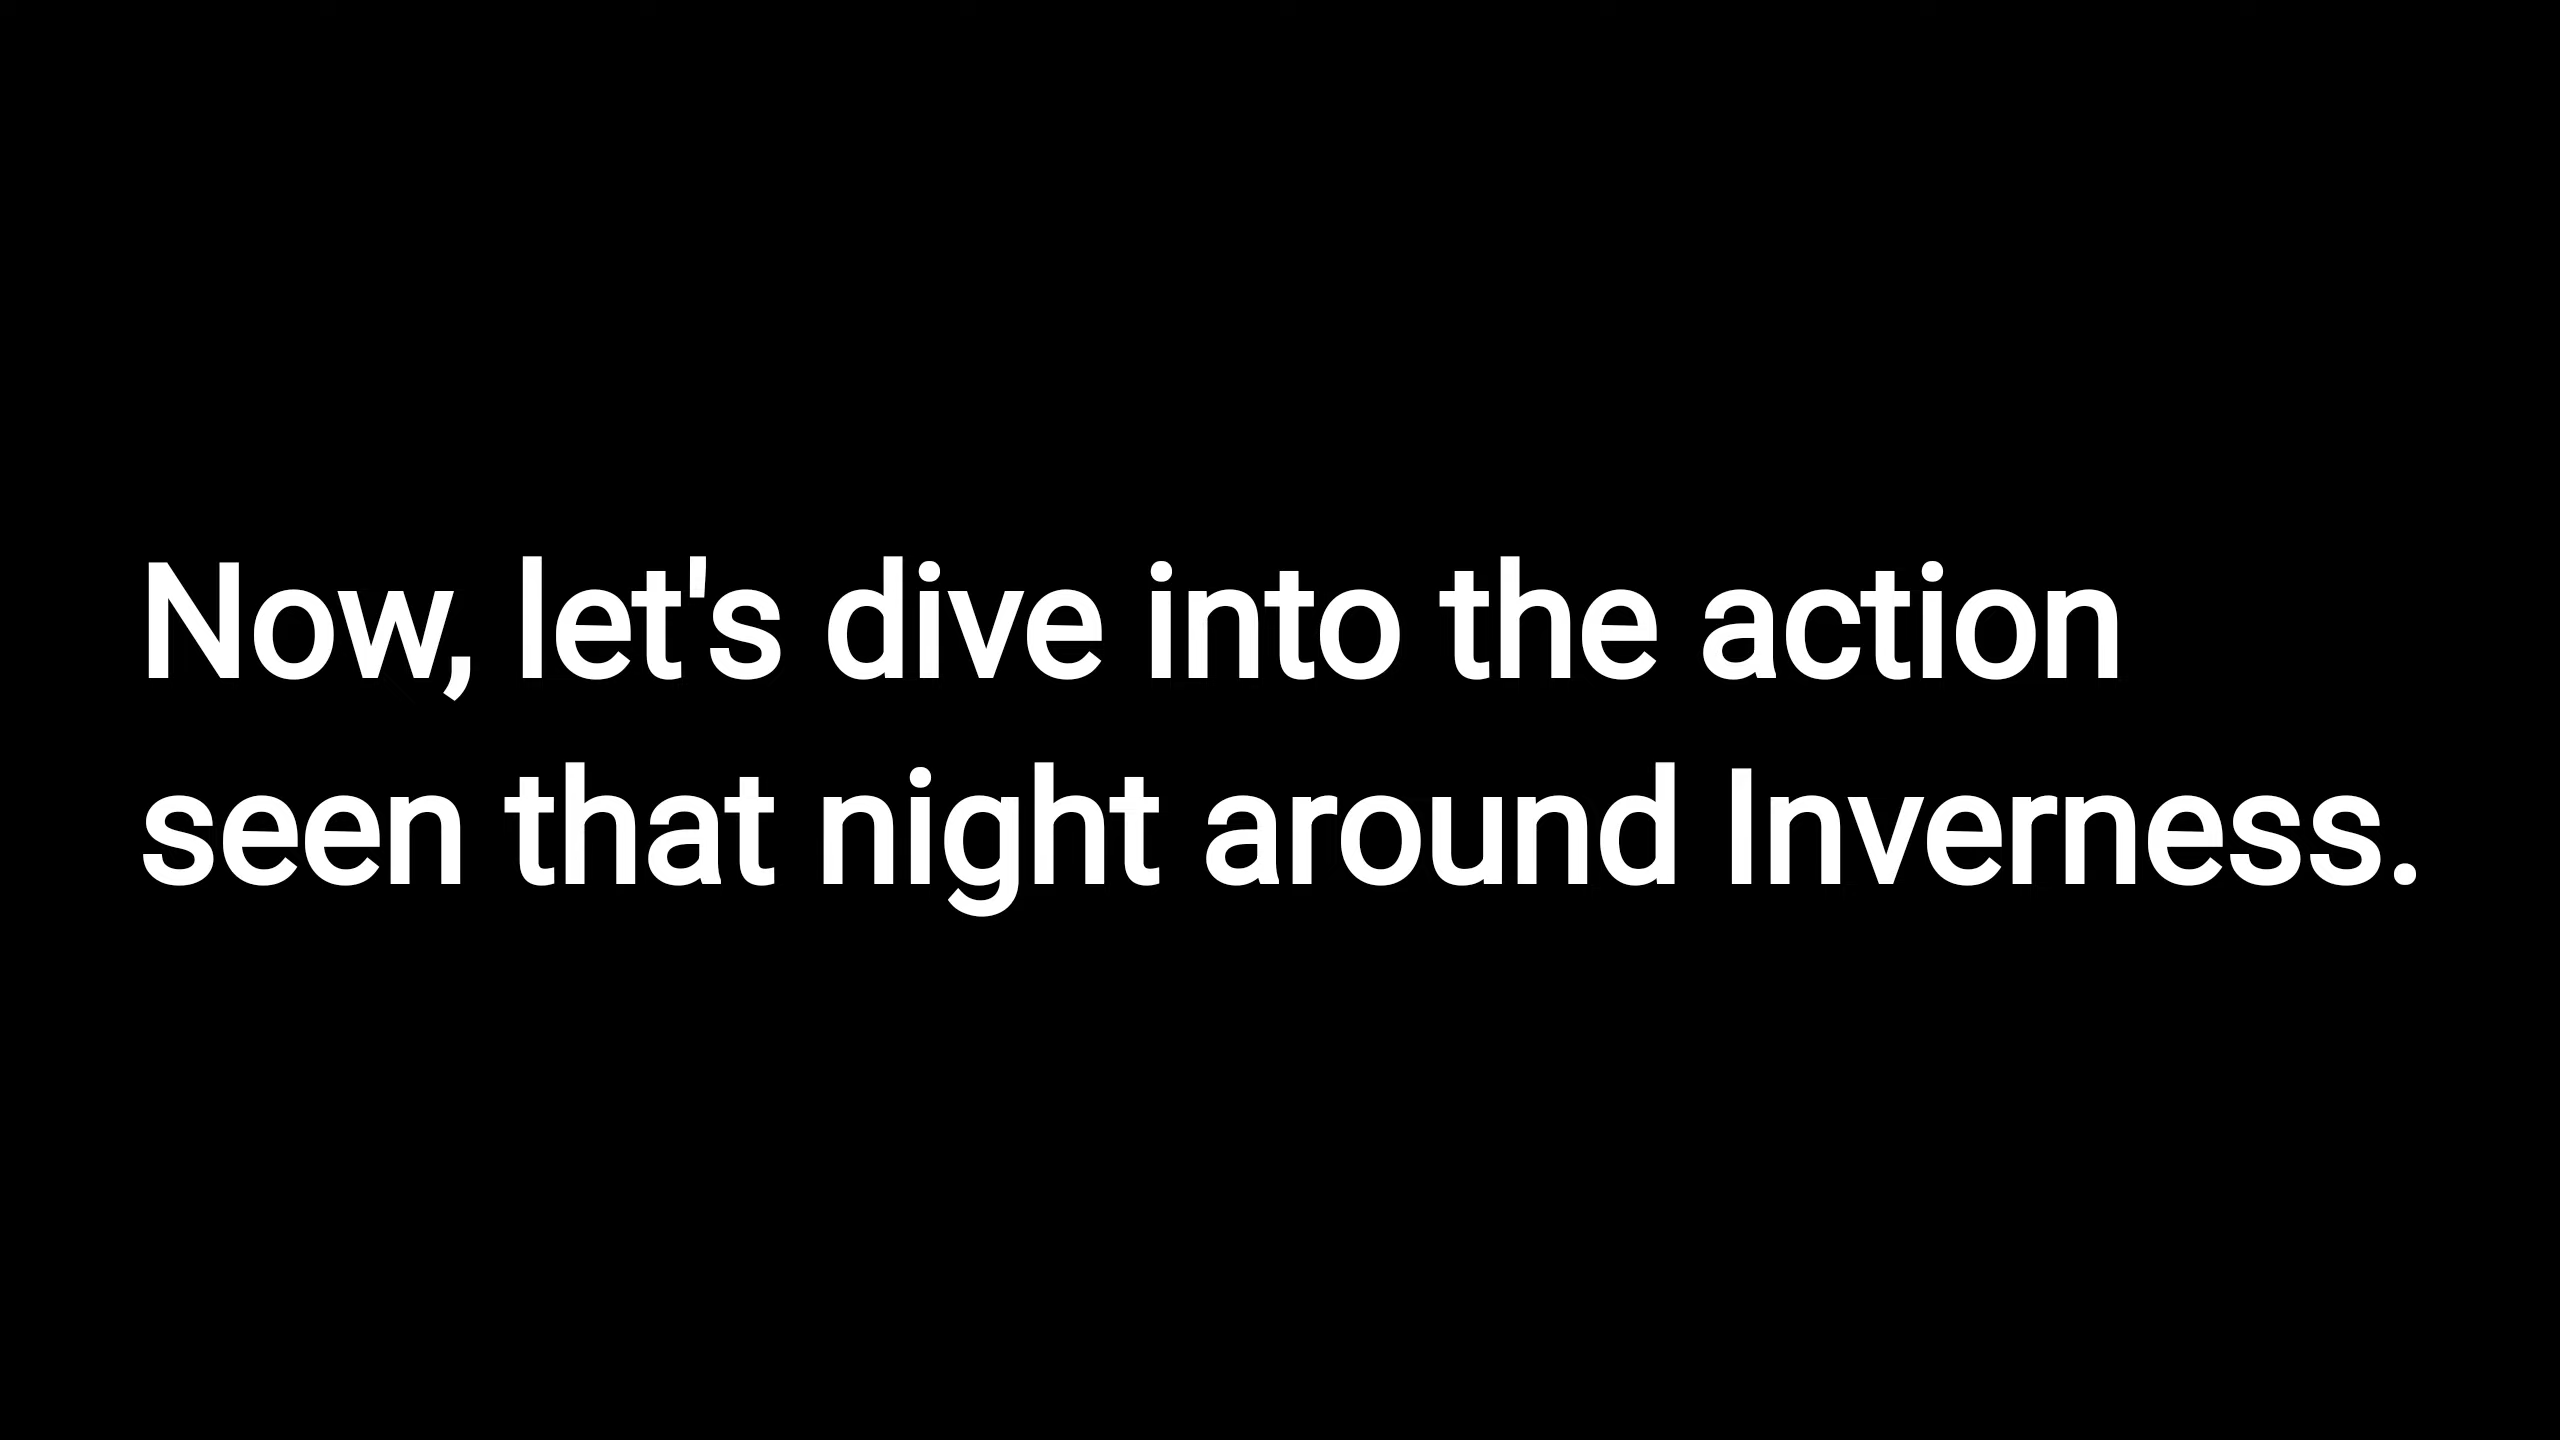 Now, let's dive into the action
seen that night around Inverness.